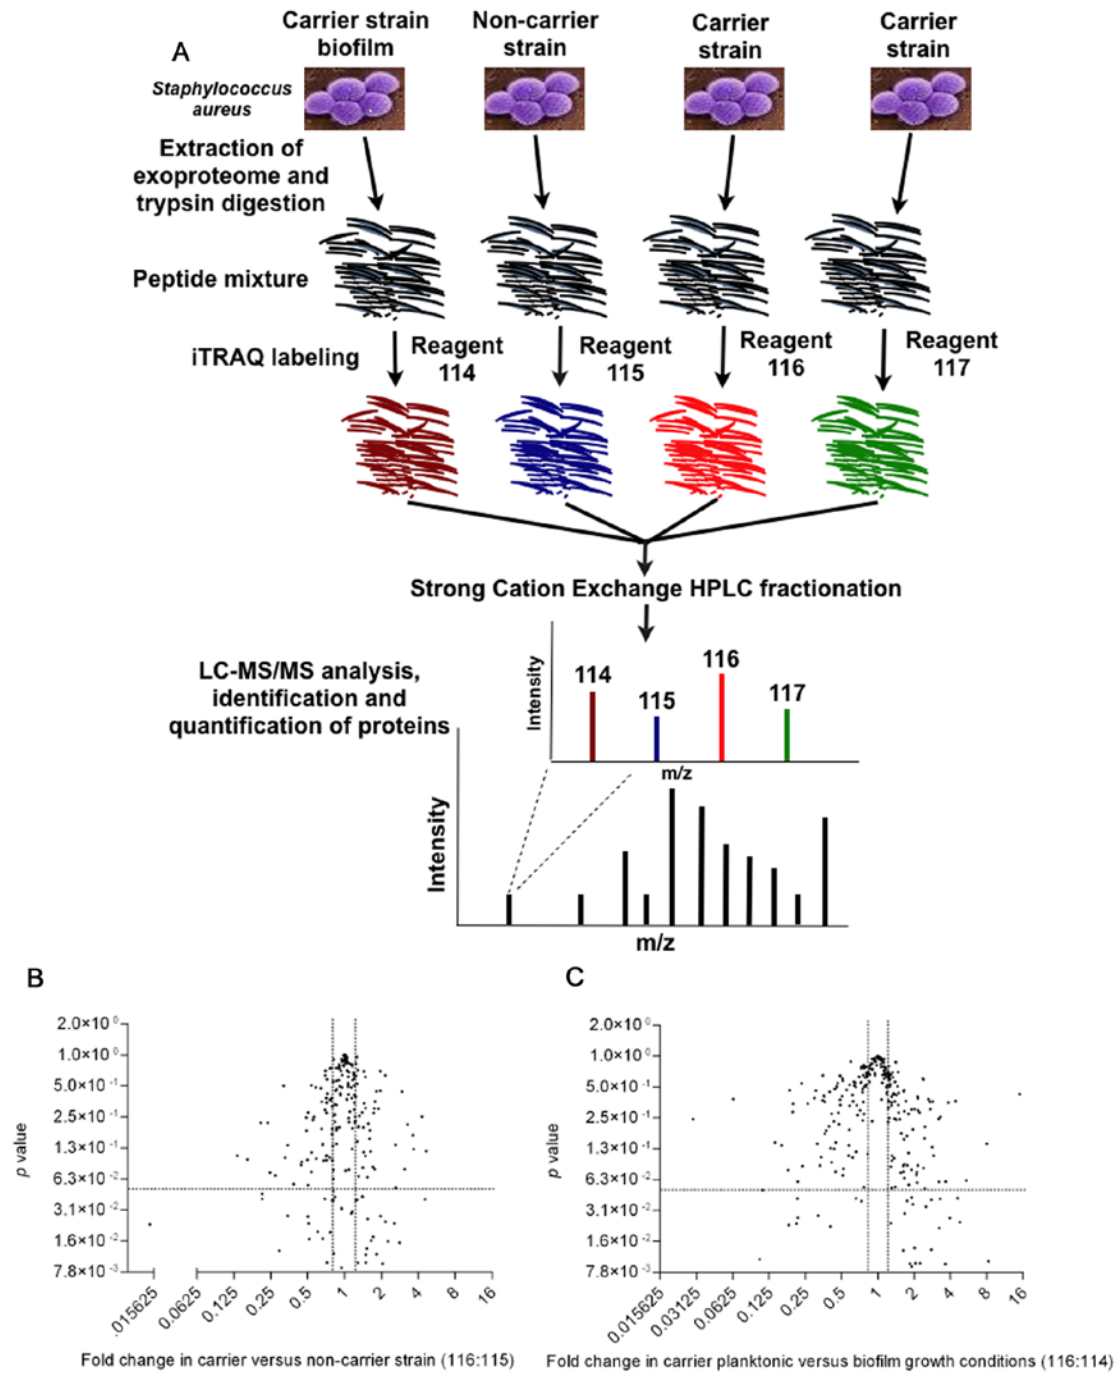 A
Carrier strain
biofilm
Non-carrier
strain
Carrier
strain
Carrier
strain
Staphylococcus
aureus
Extraction of
exoproteome and
trypsin digestion
Peptide mixture
iTRAQ labeling
Reagent
114
Reagent
115
Reagent
116
Reagent
117
Strong Cation Exchange HPLC fractionation
LC-MS/MS analysis,
identification and
quantification of proteins
Intensity
114
115
116
117
m/z
Intensity
m/z
B
p value
2.0×10 0
1.0×10 0
5.0×10 -1
2.5×10 -1
1.3×10 -1
6.3×10 -2
3.1×10 -2
1.6×10 -2
7.8×10 -3
.015625
0.0625
0.125
0.25
0.5
1
2
4
8
16
Fold change in carrier versus non-carrier strain (116:115)
C
p value
2.0×10 0
1.0×10 0
5.0×10 -1
2.5×10 -1
1.3×10 -1
6.3×10 -2
3.1×10 -2
1.6×10 -2
7.8×10 -3
0.015625
0.03125
0.0625
0.125
0.25
0.5
1
2
4
8
16
Fold change in carrier planktonic versus biofilm growth conditions (116:114)